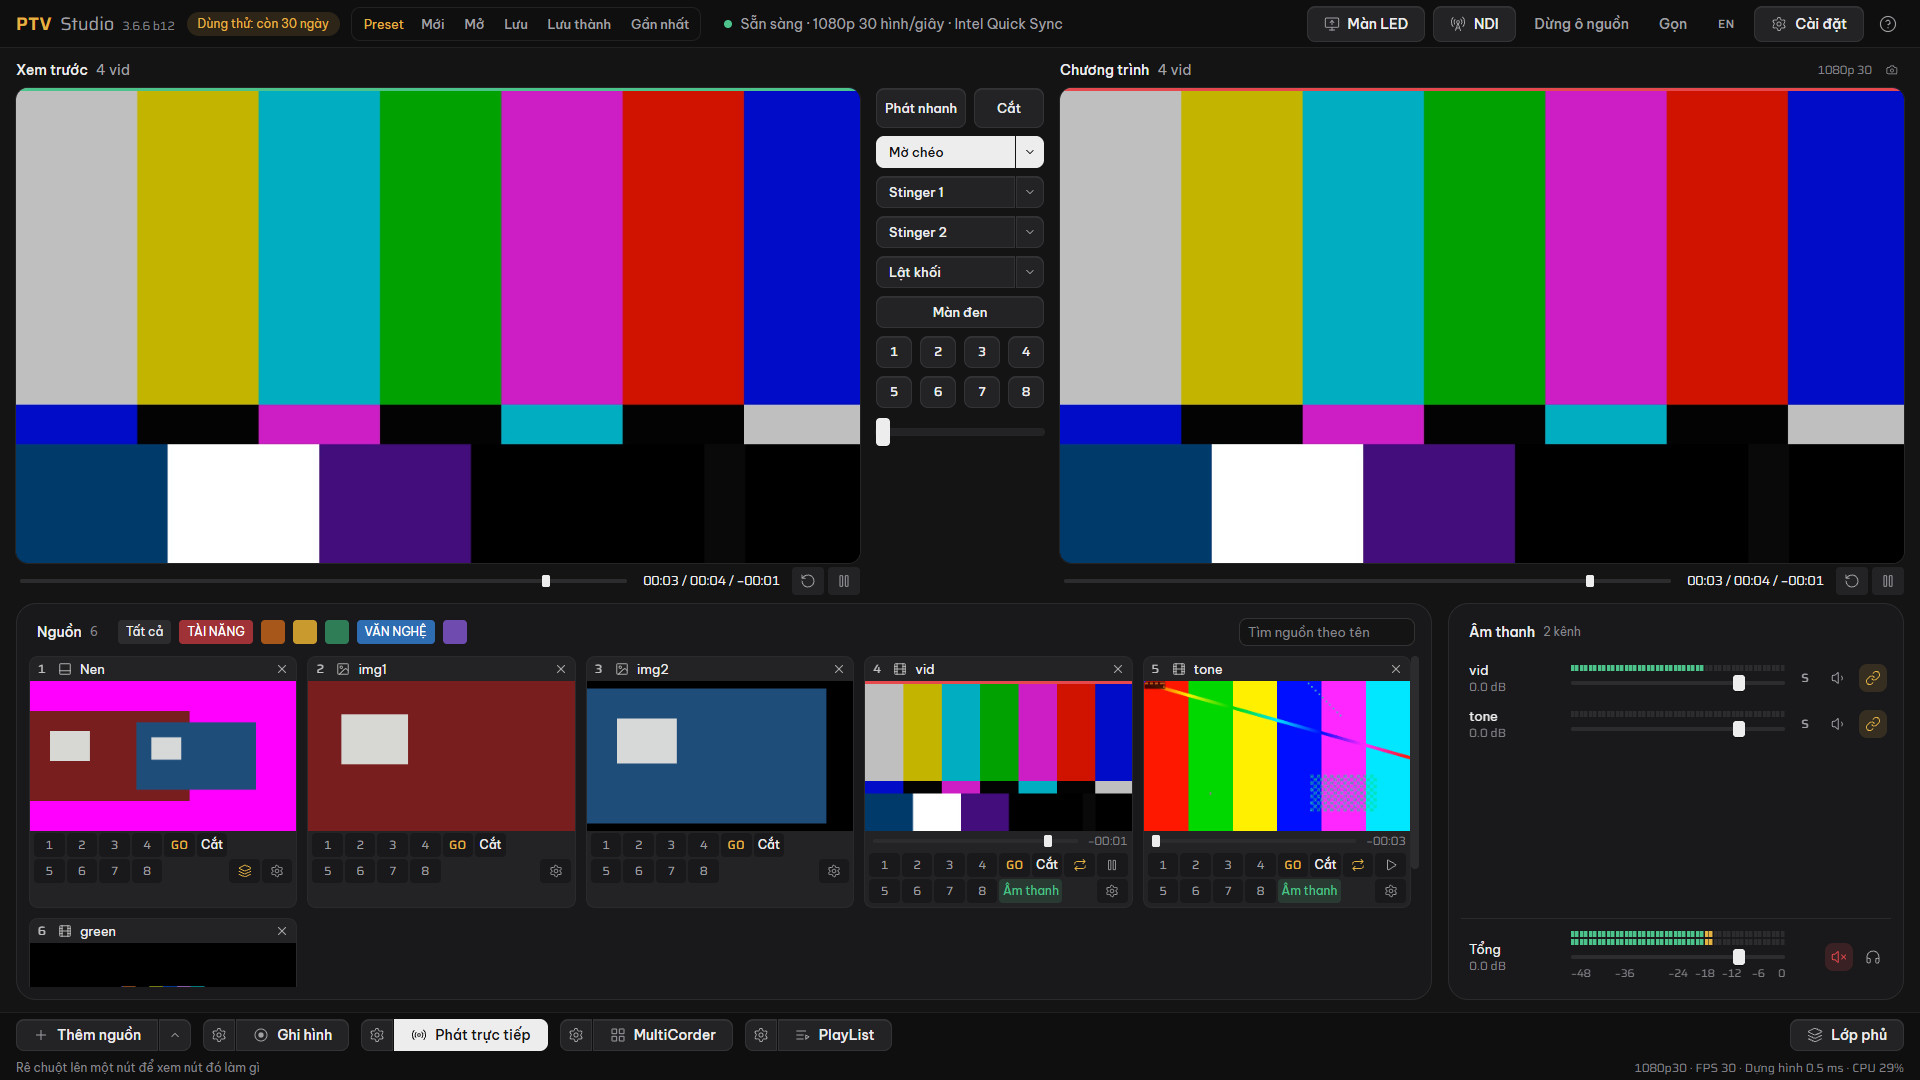 PTV Studio 3.6.6 b12 Dùng thử: còn 30 ngày Preset Mới Mở Lưu Lưu thành Gần nhất Sẵn sàng · 1080p 30 hình/giây · Intel Quick Sync Màn LED NDI Dừng ô nguồn Gọn EN Cài đặt
Xem trước 4 vid
Chương trình 4 vid 1080p 30
Phát nhanh Cắt
Mờ chéo
Stinger 1
Stinger 2
Lật khối
Màn đen
1 2 3 4
5 6 7 8
00:03 / 00:04 / −00:01
00:03 / 00:04 / −00:01
Nguồn 6 Tất cả TÀI NĂNG VĂN NGHỆ Tìm nguồn theo tên
1 Nen
1 2 3 4 GO Cắt
5 6 7 8
2 img1
1 2 3 4 GO Cắt
5 6 7 8
3 img2
1 2 3 4 GO Cắt
5 6 7 8
4 vid
−00:01
1 2 3 4 GO Cắt
5 6 7 8 Âm thanh
5 tone
−00:03
1 2 3 4 GO Cắt
5 6 7 8 Âm thanh
6 green
Âm thanh 2 kênh
vid
0.0 dB S
tone
0.0 dB S
Tổng
0.0 dB
−48 −36 −24 −18 −12 −6 0
Thêm nguồn Ghi hình Phát trực tiếp MultiCorder PlayList Lớp phủ
Rê chuột lên một nút để xem nút đó làm gì
1080p30 · FPS 30 · Dựng hình 0.5 ms · CPU 29%